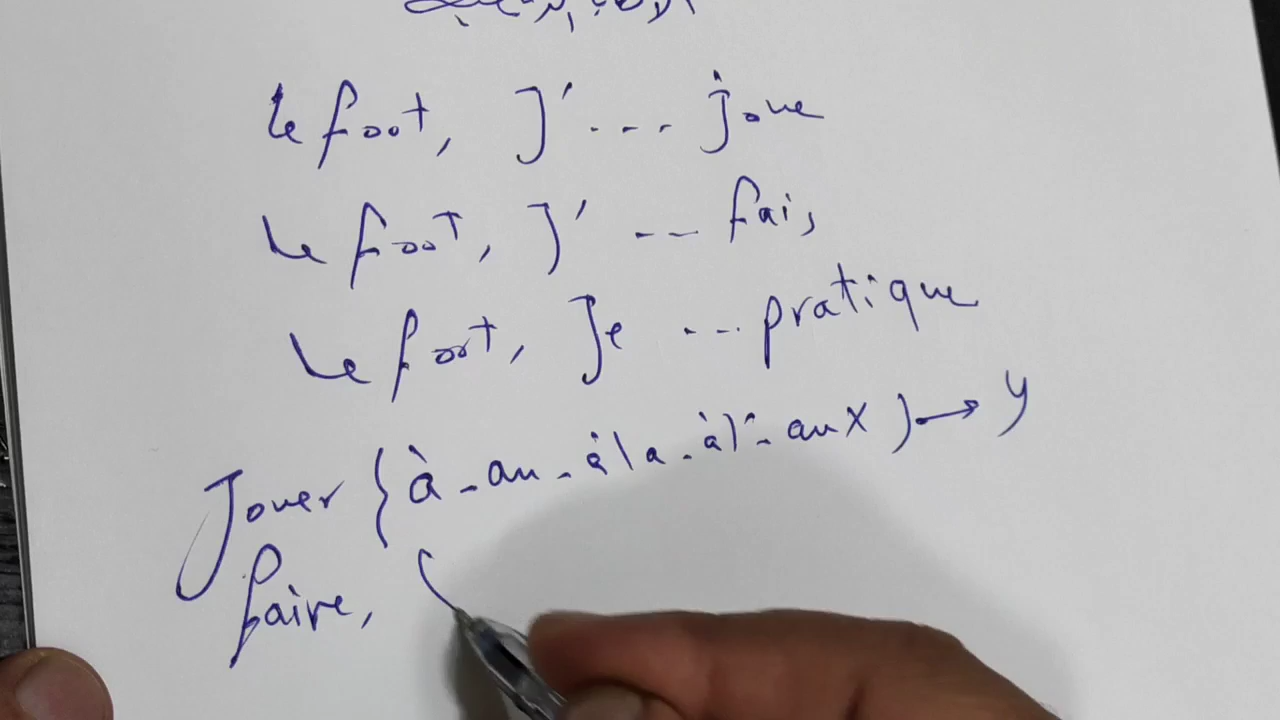 le foot, J' ... joue
le foot, J' --- fais
le foot, Je ... pratique
Jouer { à - au - à la - à l' - aux ) → y
faire,